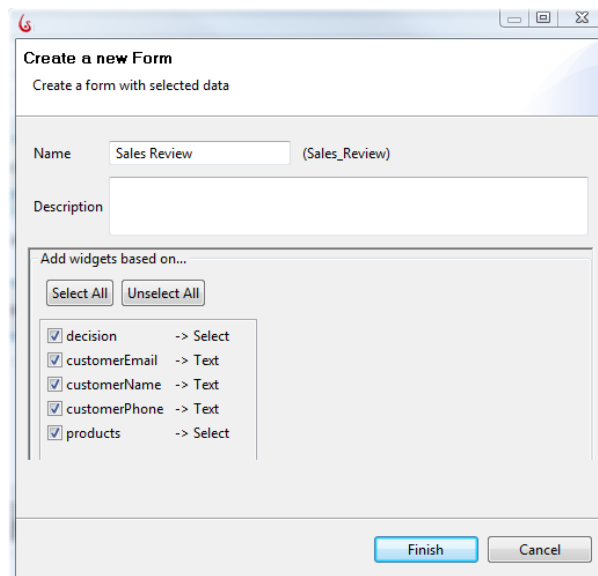 Create a new Form
Create a form with selected data
Name Sales Review (Sales_Review)
Description
Add widgets based on...
Select All Unselect All
decision -> Select
customerEmail -> Text
customerName -> Text
customerPhone -> Text
products -> Select
Finish Cancel